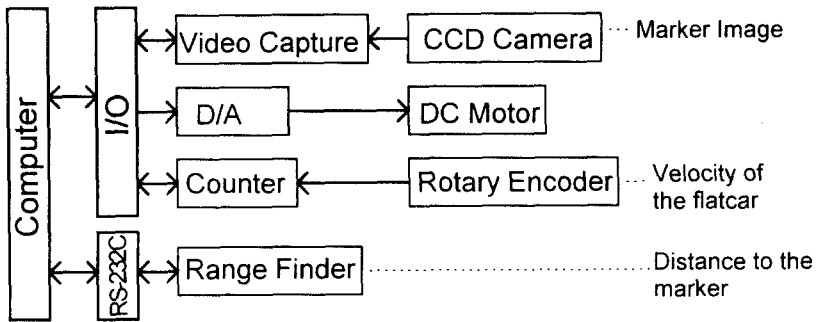 Computer
I/O
Video Capture
CCD Camera
Marker Image
D/A
DC Motor
Counter
Rotary Encoder
Velocity of
the flatcar
RS-232C
Range Finder
Distance to the
marker